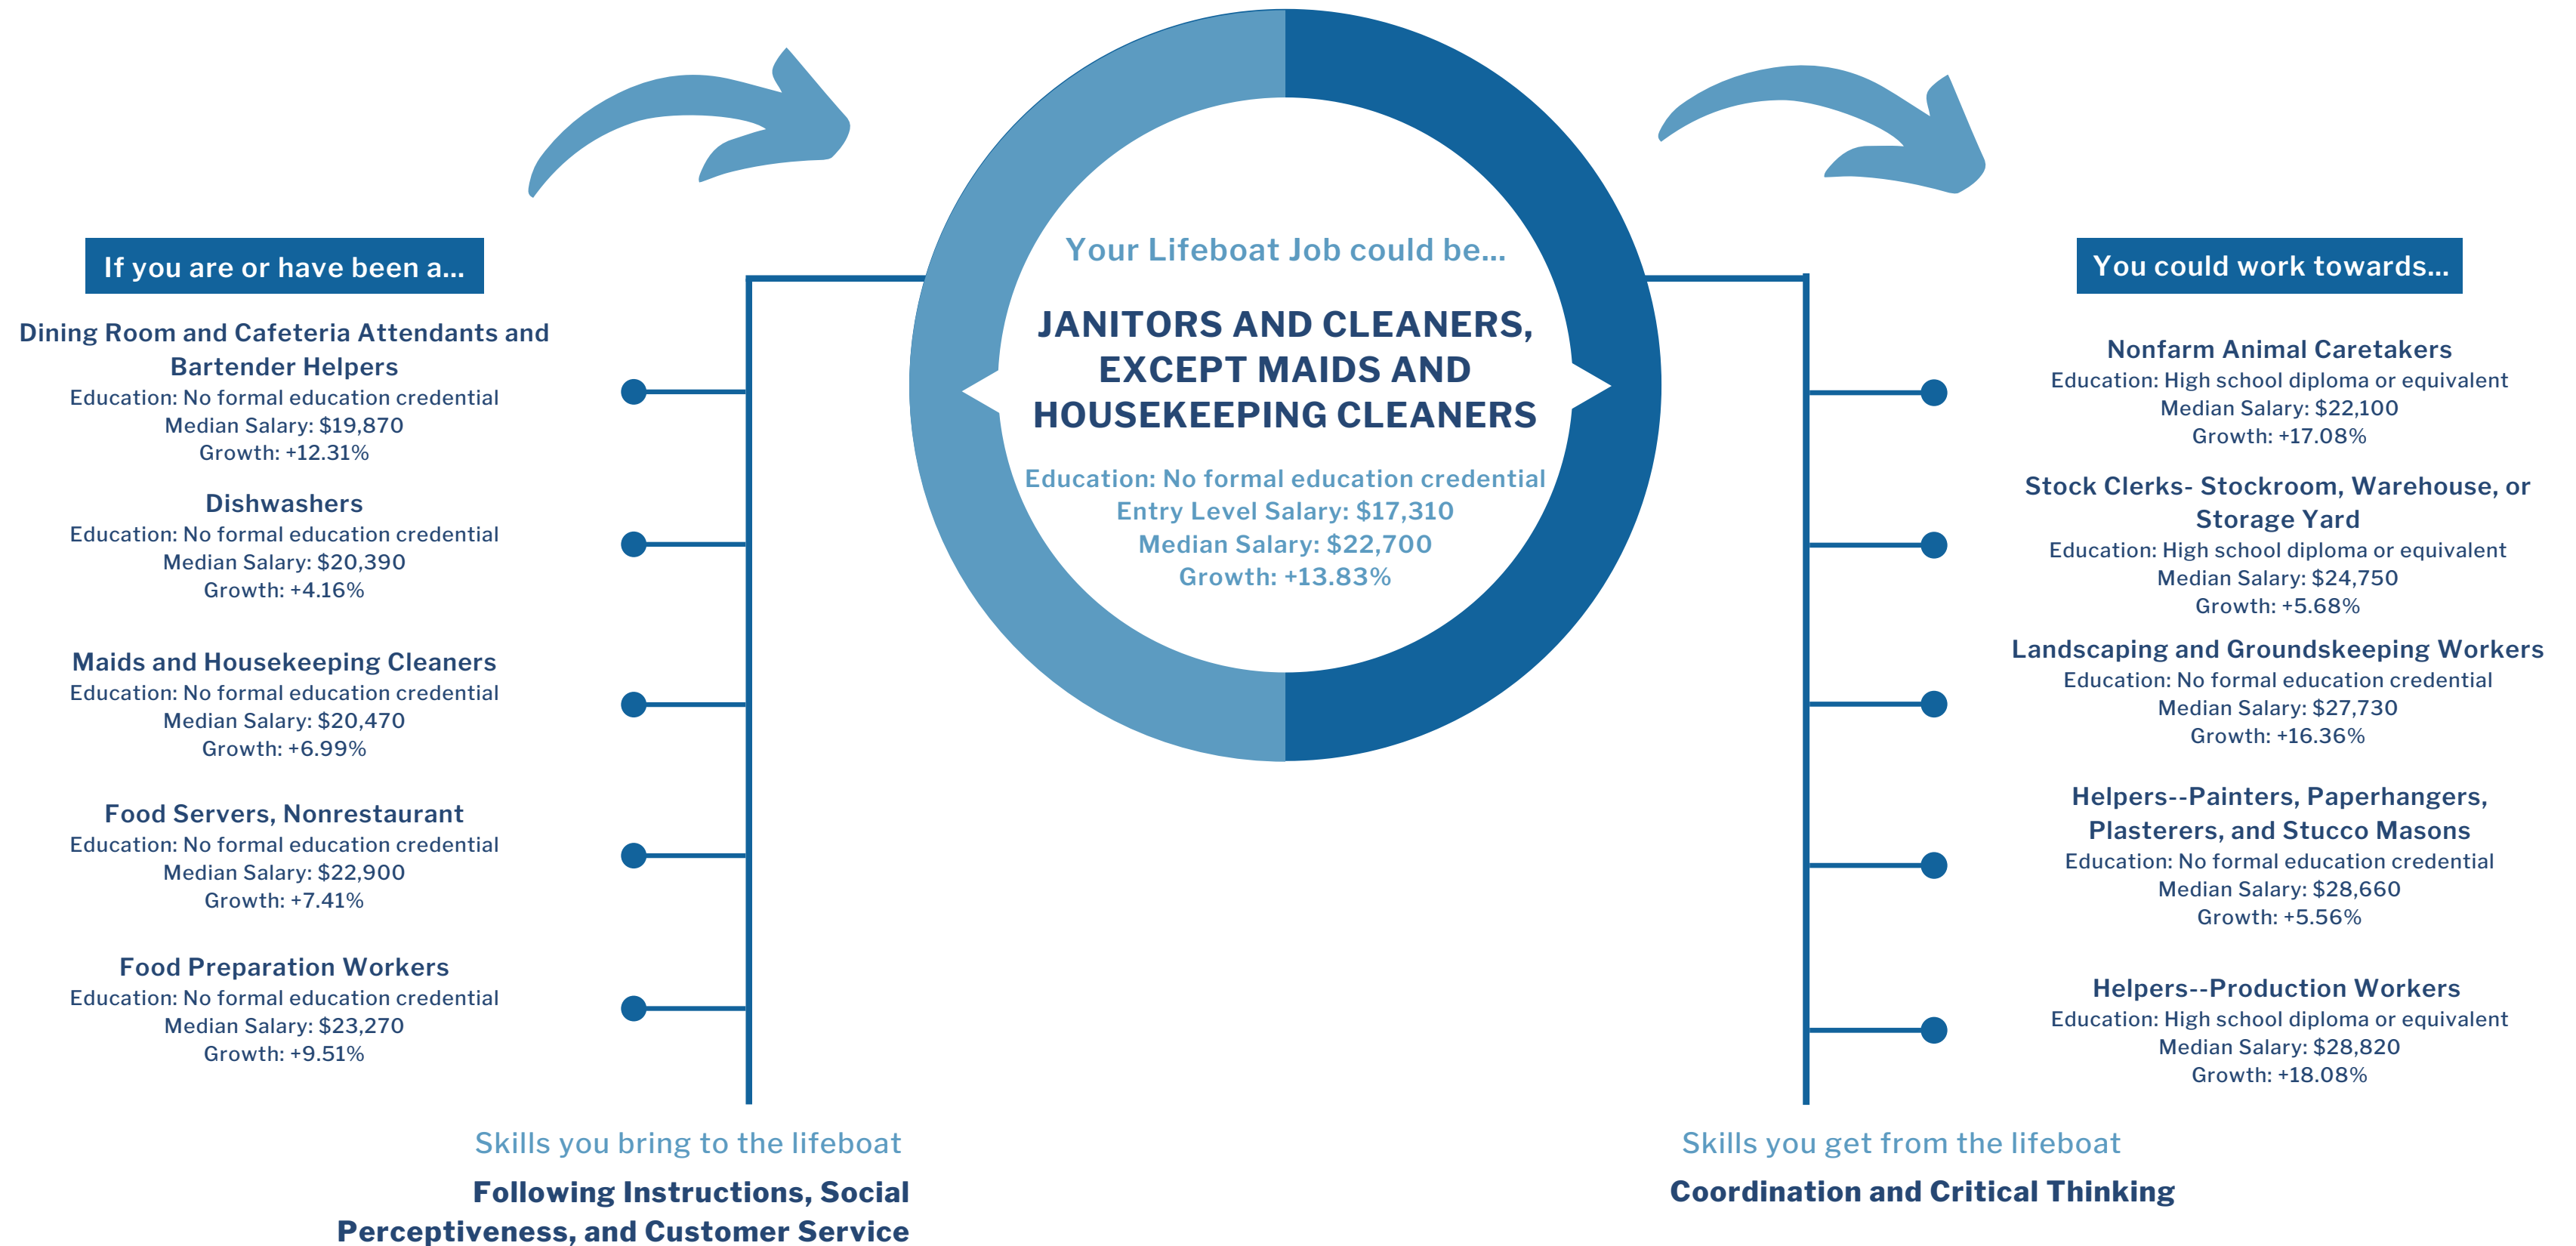 If you are or have been a...
Dining Room and Cafeteria Attendants and
Bartender Helpers
Education: No formal education credential
Median Salary: $19,870
Growth: +12.31%
Dishwashers
Education: No formal education credential
Median Salary: $20,390
Growth: +4.16%
Maids and Housekeeping Cleaners
Education: No formal education credential
Median Salary: $20,470
Growth: +6.99%
Food Servers, Nonrestaurant
Education: No formal education credential
Median Salary: $22,900
Growth: +7.41%
Food Preparation Workers
Education: No formal education credential
Median Salary: $23,270
Growth: +9.51%
Skills you bring to the lifeboat
Following Instructions, Social
Perceptiveness, and Customer Service
Your Lifeboat Job could be...
JANITORS AND CLEANERS,
EXCEPT MAIDS AND
HOUSEKEEPING CLEANERS
Education: No formal education credential
Entry Level Salary: $17,310
Median Salary: $22,700
Growth: +13.83%
You could work towards...
Nonfarm Animal Caretakers
Education: High school diploma or equivalent
Median Salary: $22,100
Growth: +17.08%
Stock Clerks- Stockroom, Warehouse, or
Storage Yard
Education: High school diploma or equivalent
Median Salary: $24,750
Growth: +5.68%
Landscaping and Groundskeeping Workers
Education: No formal education credential
Median Salary: $27,730
Growth: +16.36%
Helpers--Painters, Paperhangers,
Plasterers, and Stucco Masons
Education: No formal education credential
Median Salary: $28,660
Growth: +5.56%
Helpers--Production Workers
Education: High school diploma or equivalent
Median Salary: $28,820
Growth: +18.08%
Skills you get from the lifeboat
Coordination and Critical Thinking